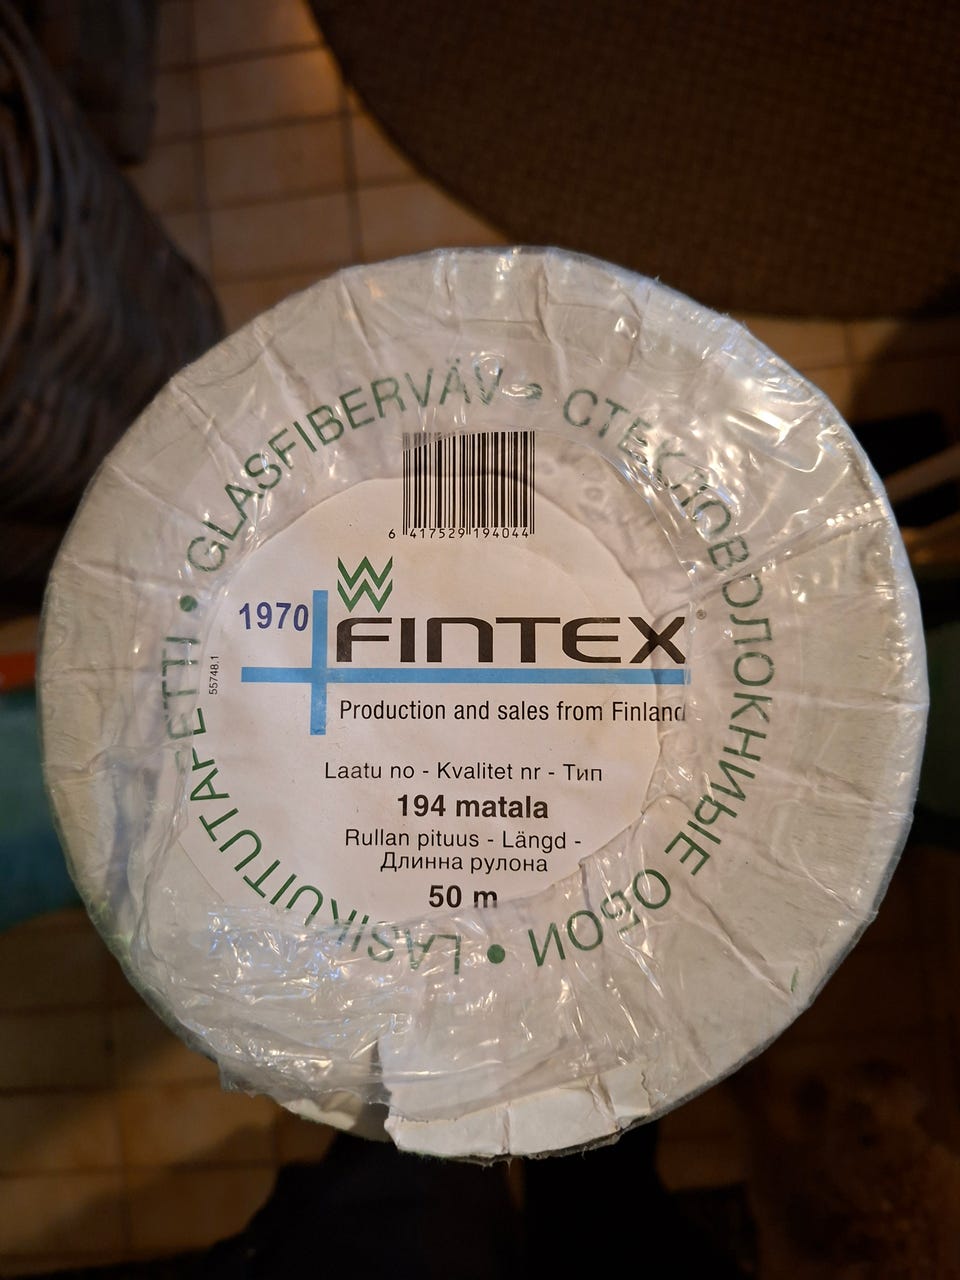 GLASFIBERVÄV • СТЕКЛОВОЛОКНИЫЕ ОБОИ • LASIKUITUTAPETTI •
6 417529 194044
W
1970
FINTEX®
55748.1
Production and sales from Finland
Laatu no - Kvalitet nr - Тип
194 matala
Rullan pituus - Längd -
Длинна рулона
50 m